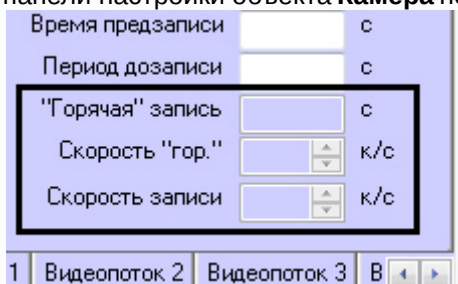 панели настройки объекта Камера
Время предзаписи с
Период дозаписи с
"Горячая" запись с
Скорость "гор." к/с
Скорость записи к/с
1 Видеопоток 2 Видеопоток 3 В